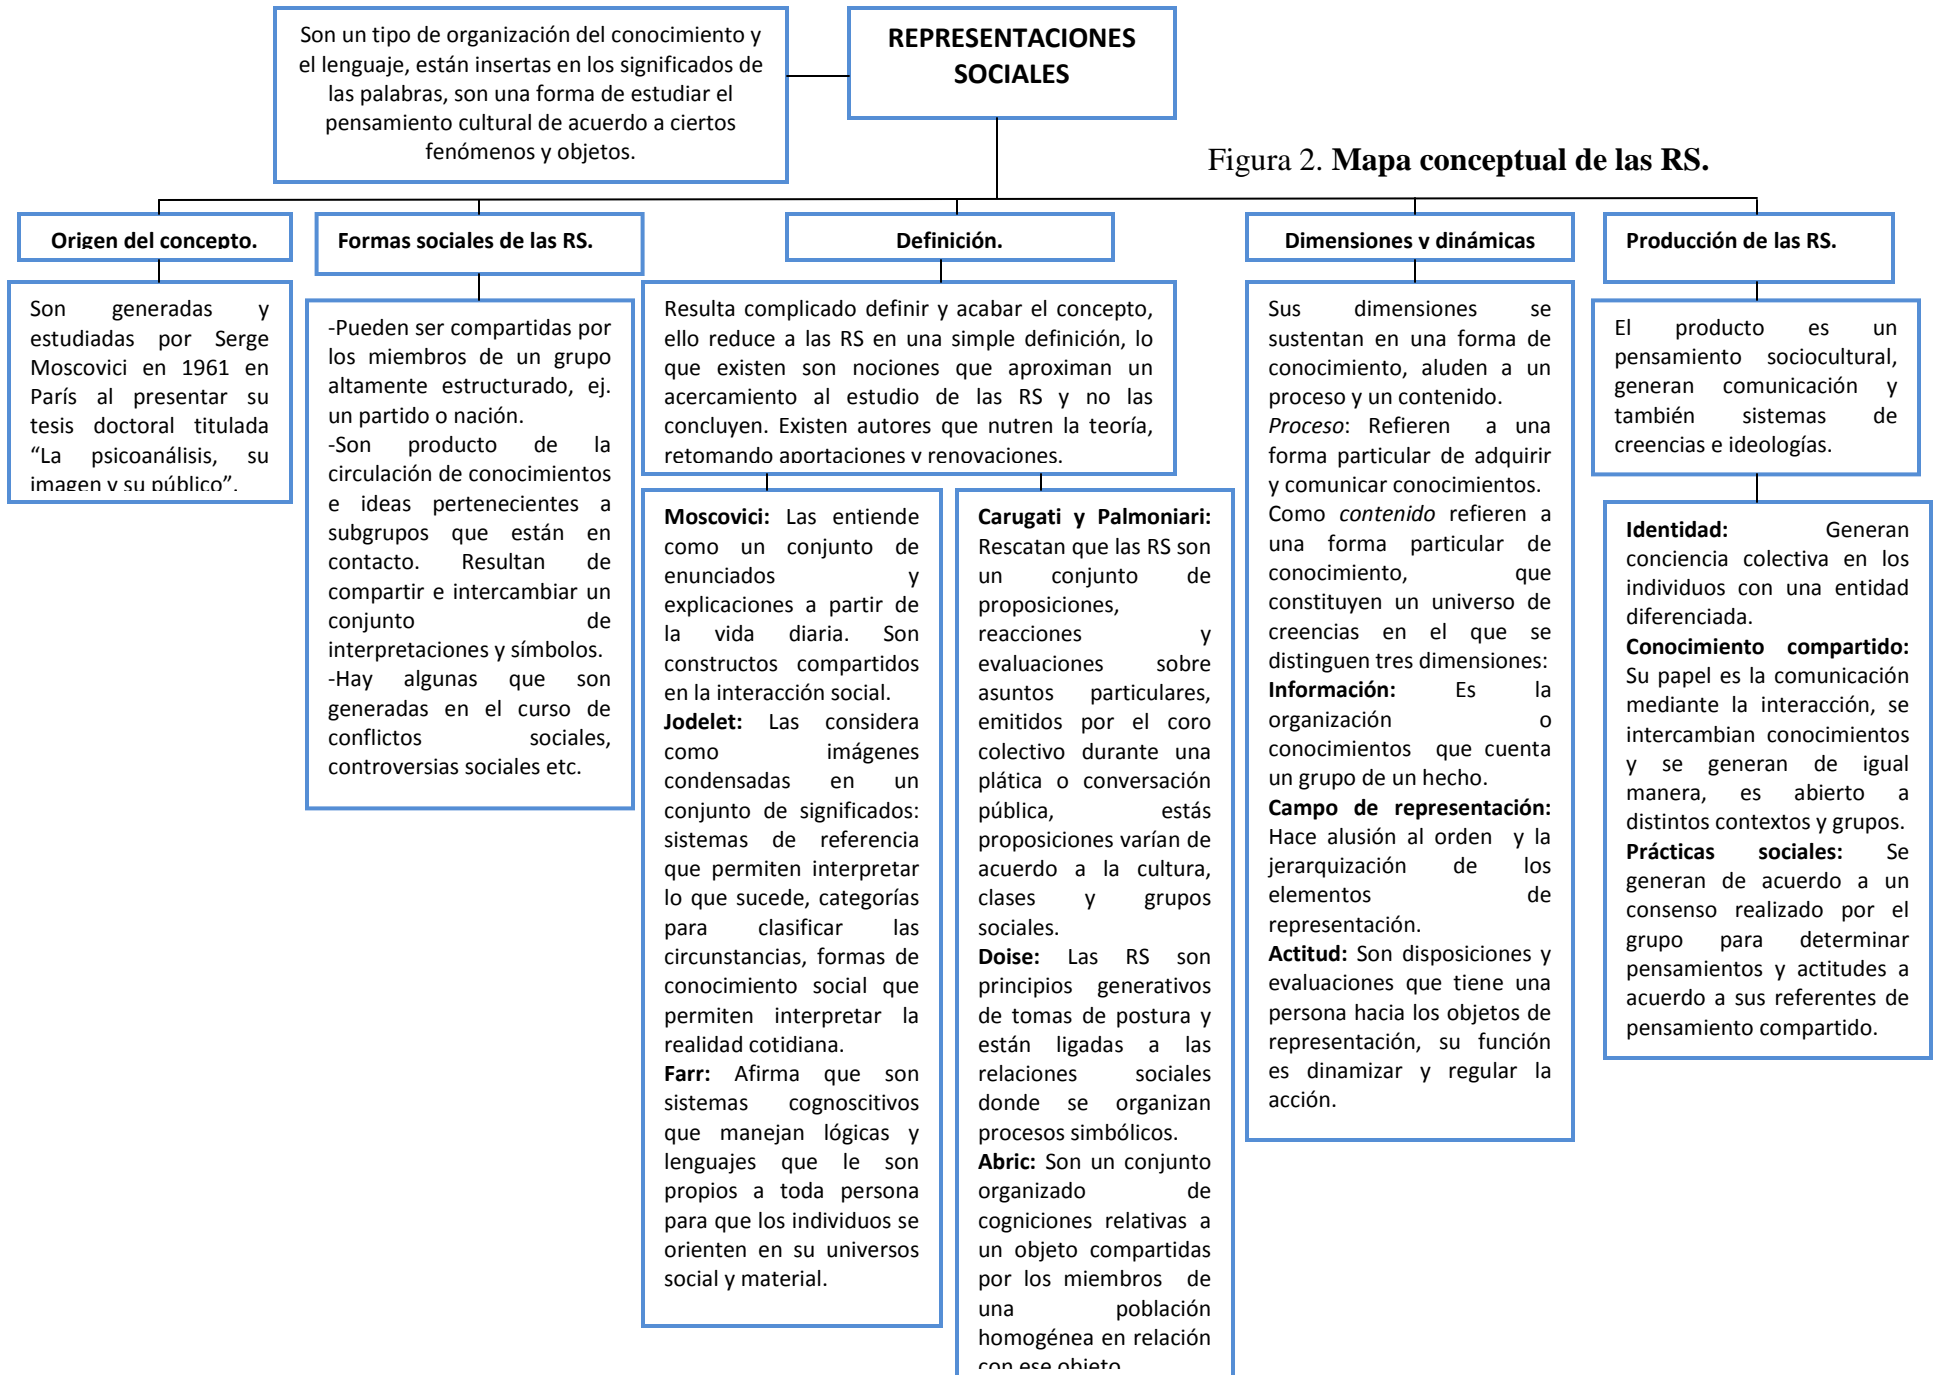 Son un tipo de organización del conocimiento y
el lenguaje, están insertas en los significados de
las palabras, son una forma de estudiar el
pensamiento cultural de acuerdo a ciertos
fenómenos y objetos.
REPRESENTACIONES
SOCIALES
Figura 2. Mapa conceptual de las RS.
Origen del concepto.
Son generadas y
estudiadas por Serge
Moscovici en 1961 en
París al presentar su
tesis doctoral titulada
“La psicoanálisis, su
imagen y su público”.
Formas sociales de las RS.
-Pueden ser compartidas por
los miembros de un grupo
altamente estructurado, ej.
un partido o nación.
-Son producto de la
circulación de conocimientos
e ideas pertenecientes a
subgrupos que están en
contacto. Resultan de
compartir e intercambiar un
conjunto de
interpretaciones y símbolos.
-Hay algunas que son
generadas en el curso de
conflictos sociales,
controversias sociales etc.
Definición.
Resulta complicado definir y acabar el concepto,
ello reduce a las RS en una simple definición, lo
que existen son nociones que aproximan un
acercamiento al estudio de las RS y no las
concluyen. Existen autores que nutren la teoría,
retomando aportaciones y renovaciones.
Moscovici: Las entiende
como un conjunto de
enunciados y
explicaciones a partir de
la vida diaria. Son
constructos compartidos
en la interacción social.
Jodelet: Las considera
como imágenes
condensadas en un
conjunto de significados:
sistemas de referencia
que permiten interpretar
lo que sucede, categorías
para clasificar las
circunstancias, formas de
conocimiento social que
permiten interpretar la
realidad cotidiana.
Farr: Afirma que son
sistemas cognoscitivos
que manejan lógicas y
lenguajes que le son
propios a toda persona
para que los individuos se
orienten en su universos
social y material.
Carugati y Palmoniari:
Rescatan que las RS son
un conjunto de
proposiciones,
reacciones y
evaluaciones sobre
asuntos particulares,
emitidos por el coro
colectivo durante una
plática o conversación
pública, estás
proposiciones varían de
acuerdo a la cultura,
clases y grupos
sociales.
Doise: Las RS son
principios generativos
de tomas de postura y
están ligadas a las
relaciones sociales
donde se organizan
procesos simbólicos.
Abric: Son un conjunto
organizado de
cogniciones relativas a
un objeto compartidas
por los miembros de
una población
homogénea en relación
con ese objeto
Dimensiones y dinámicas
Sus dimensiones se
sustentan en una forma de
conocimiento, aluden a un
proceso y un contenido.
Proceso: Refieren a una
forma particular de adquirir
y comunicar conocimientos.
Como contenido refieren a
una forma particular de
conocimiento, que
constituyen un universo de
creencias en el que se
distinguen tres dimensiones:
Información: Es la
organización o
conocimientos que cuenta
un grupo de un hecho.
Campo de representación:
Hace alusión al orden y la
jerarquización de los
elementos de
representación.
Actitud: Son disposiciones y
evaluaciones que tiene una
persona hacia los objetos de
representación, su función
es dinamizar y regular la
acción.
Producción de las RS.
El producto es un
pensamiento sociocultural,
generan comunicación y
también sistemas de
creencias e ideologías.
Identidad: Generan
conciencia colectiva en los
individuos con una entidad
diferenciada.
Conocimiento compartido:
Su papel es la comunicación
mediante la interacción, se
intercambian conocimientos
y se generan de igual
manera, es abierto a
distintos contextos y grupos.
Prácticas sociales: Se
generan de acuerdo a un
consenso realizado por el
grupo para determinar
pensamientos y actitudes a
acuerdo a sus referentes de
pensamiento compartido.